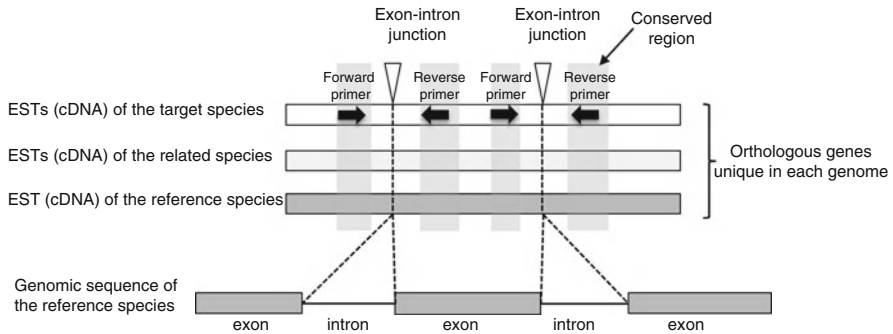 Exon-intron
junction
Exon-intron
junction
Conserved
region
Forward
primer
Reverse
primer
Forward
primer
Reverse
primer
ESTs (cDNA) of the target species
ESTs (cDNA) of the related species
EST (cDNA) of the reference species
Orthologous genes
unique in each genome
Genomic sequence of
the reference species
exon
intron
exon
intron
exon